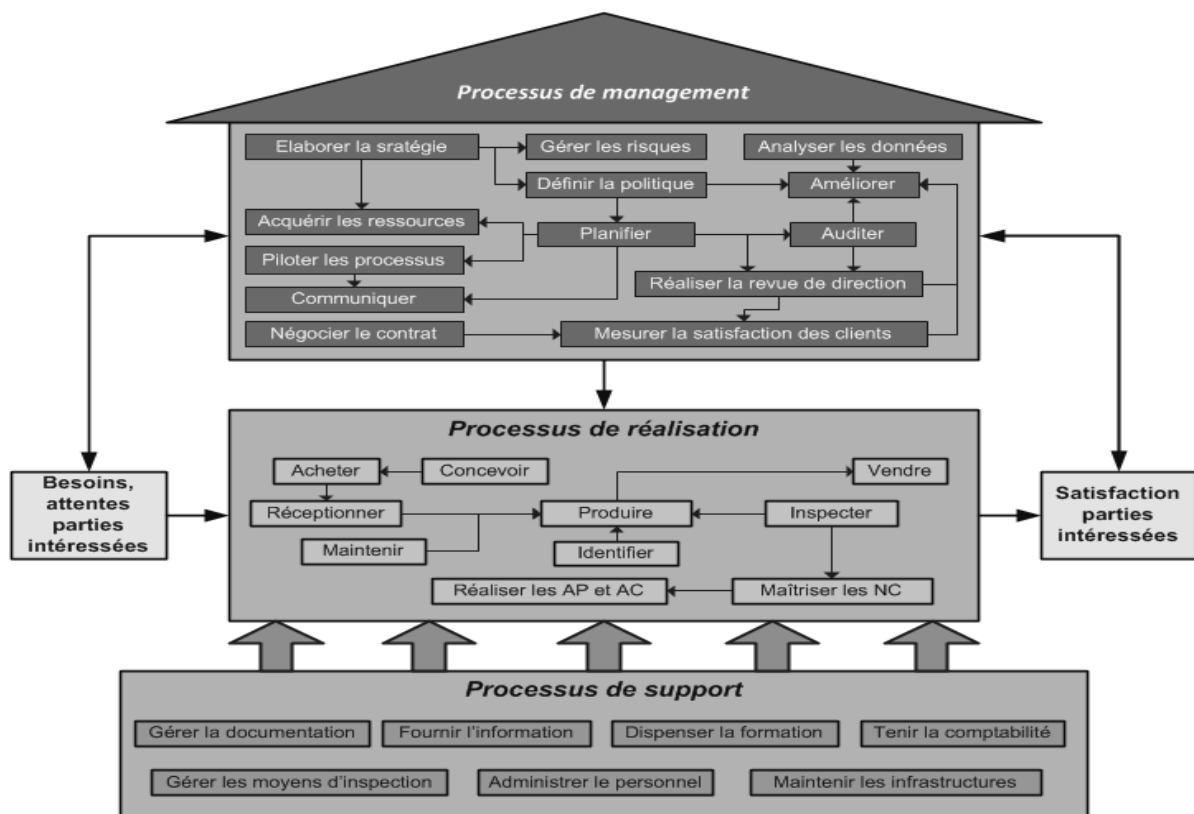 Processus de management
Elaborer la sratégie
Gérer les risques
Analyser les données
Définir la politique
Améliorer
Acquérir les ressources
Planifier
Auditer
Piloter les processus
Réaliser la revue de direction
Communiquer
Négocier le contrat
Mesurer la satisfaction des clients
Processus de réalisation
Acheter
Concevoir
Vendre
Réceptionner
Produire
Inspecter
Maintenir
Identifier
Réaliser les AP et AC
Maîtriser les NC
Besoins,
attentes
parties
intéressées
Satisfaction
parties
intéressées
Processus de support
Gérer la documentation
Fournir l'information
Dispenser la formation
Tenir la comptabilité
Gérer les moyens d'inspection
Administrer le personnel
Maintenir les infrastructures